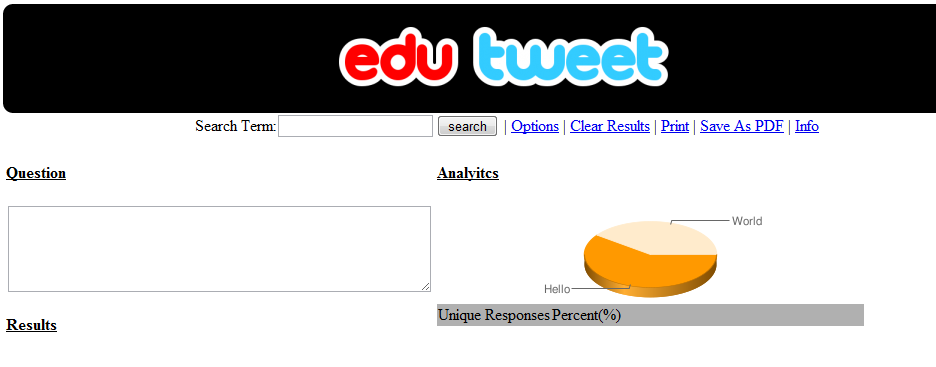 edu tweet
Search Term: search | Options | Clear Results | Print | Save As PDF | Info
Question
Analyitcs
World
Hello
Unique Responses Percent(%)
Results